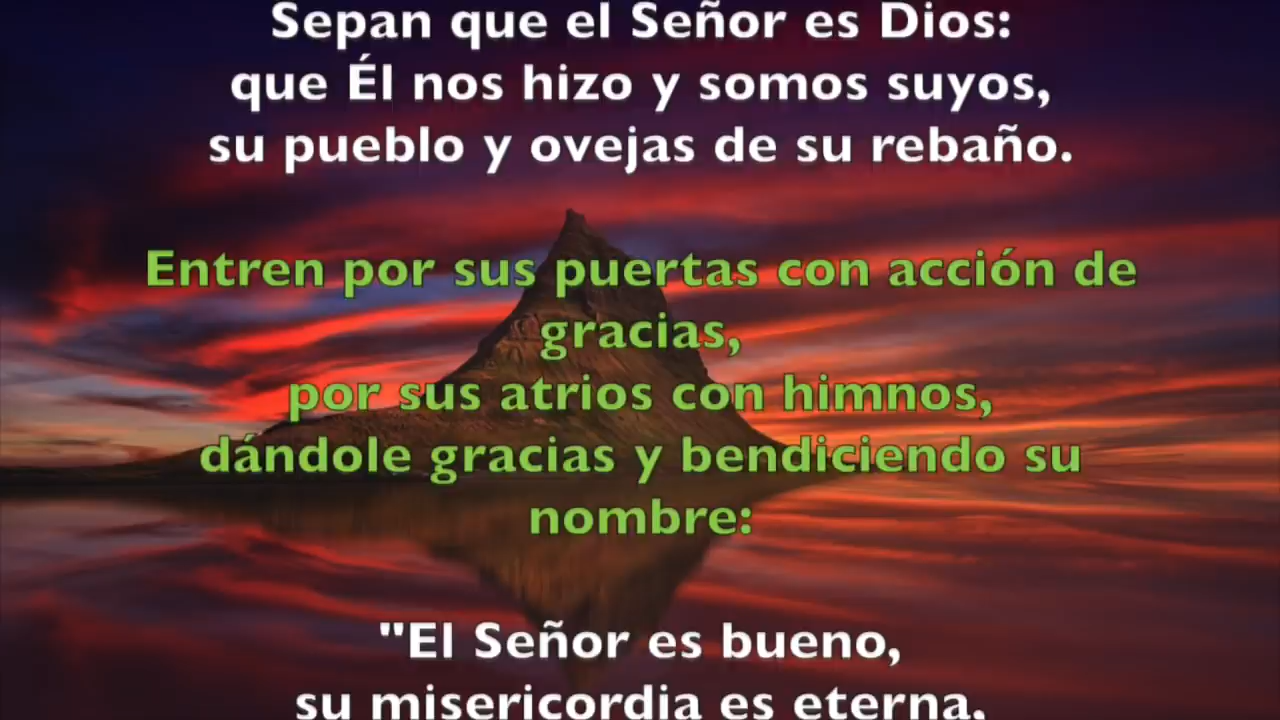 Sepan que el Señor es Dios:
que Él nos hizo y somos suyos,
su pueblo y ovejas de su rebaño.
Entren por sus puertas con acción de
gracias,
por sus atrios con himnos,
dándole gracias y bendiciendo su
nombre:
"El Señor es bueno,
su misericordia es eterna,